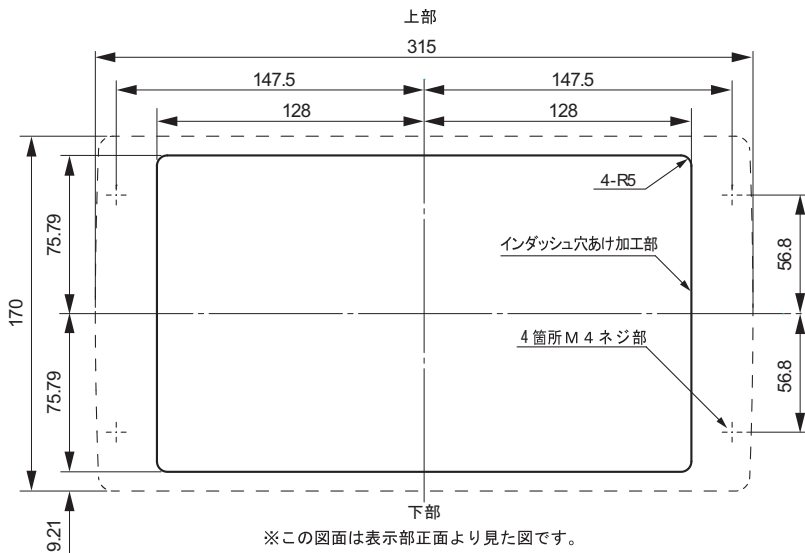 上部
315
147.5
147.5
128
128
4-R5
75.79
56.8
インダッシュ穴あけ加工部
170
4箇所M4ネジ部
75.79
56.8
9.21
下部
※この図面は表示部正面より見た図です。